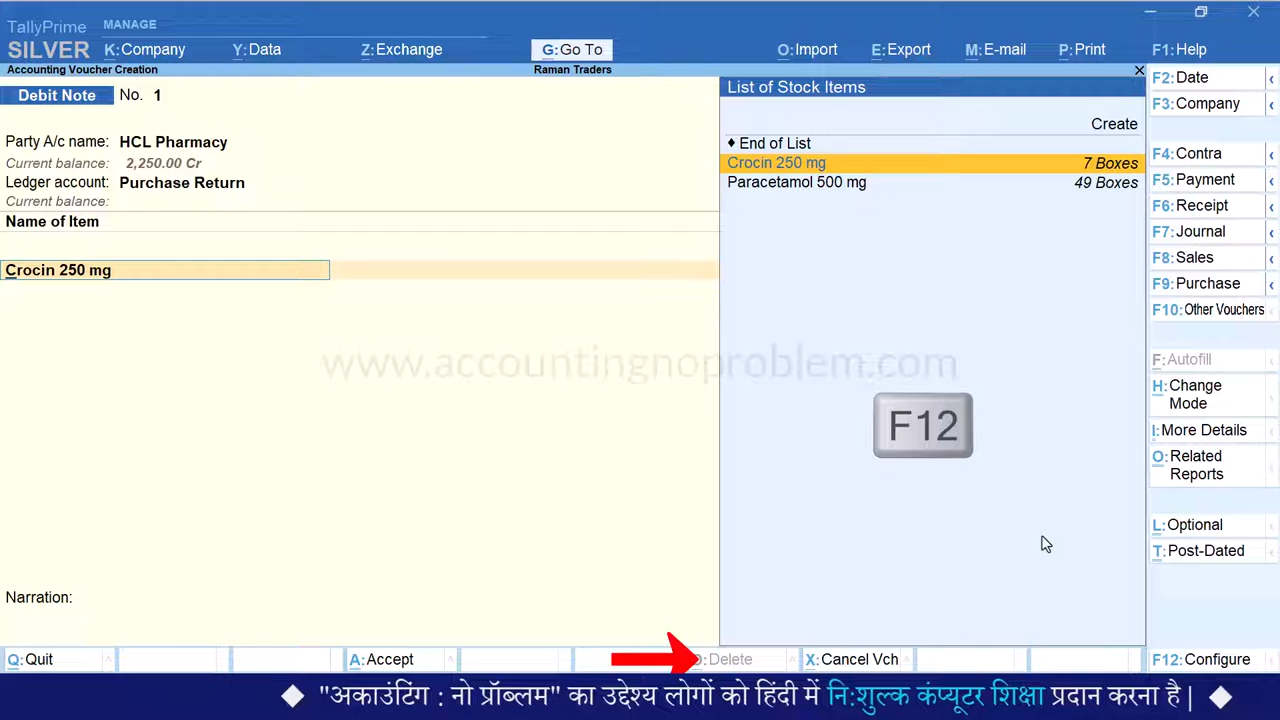 TallyPrime MANAGE
SILVER K:Company Y:Data Z:Exchange G:Go To O:Import E:Export M:E-mail P:Print F1:Help
Accounting Voucher Creation Raman Traders
Debit Note No. 1
Party A/c name: HCL Pharmacy
Current balance: 2,250.00 Cr
Ledger account: Purchase Return
Current balance:
Name of Item
Crocin 250 mg
Narration:
List of Stock Items
Create
♦ End of List
Crocin 250 mg 7 Boxes
Paracetamol 500 mg 49 Boxes
www.accountingnoproblem.com
F12
F2:Date
F3:Company
F4:Contra
F5:Payment
F6:Receipt
F7:Journal
F8:Sales
F9:Purchase
F10:Other Vouchers
F:Autofill
H:Change
Mode
I:More Details
O:Related
Reports
L:Optional
T:Post-Dated
Q:Quit A:Accept D:Delete X:Cancel Vch F12:Configure
◆ "अकाउंटिंग : नो प्रॉब्लम" का उद्देश्य लोगों को हिंदी में नि:शुल्क कंप्यूटर शिक्षा प्रदान करना है | ◆